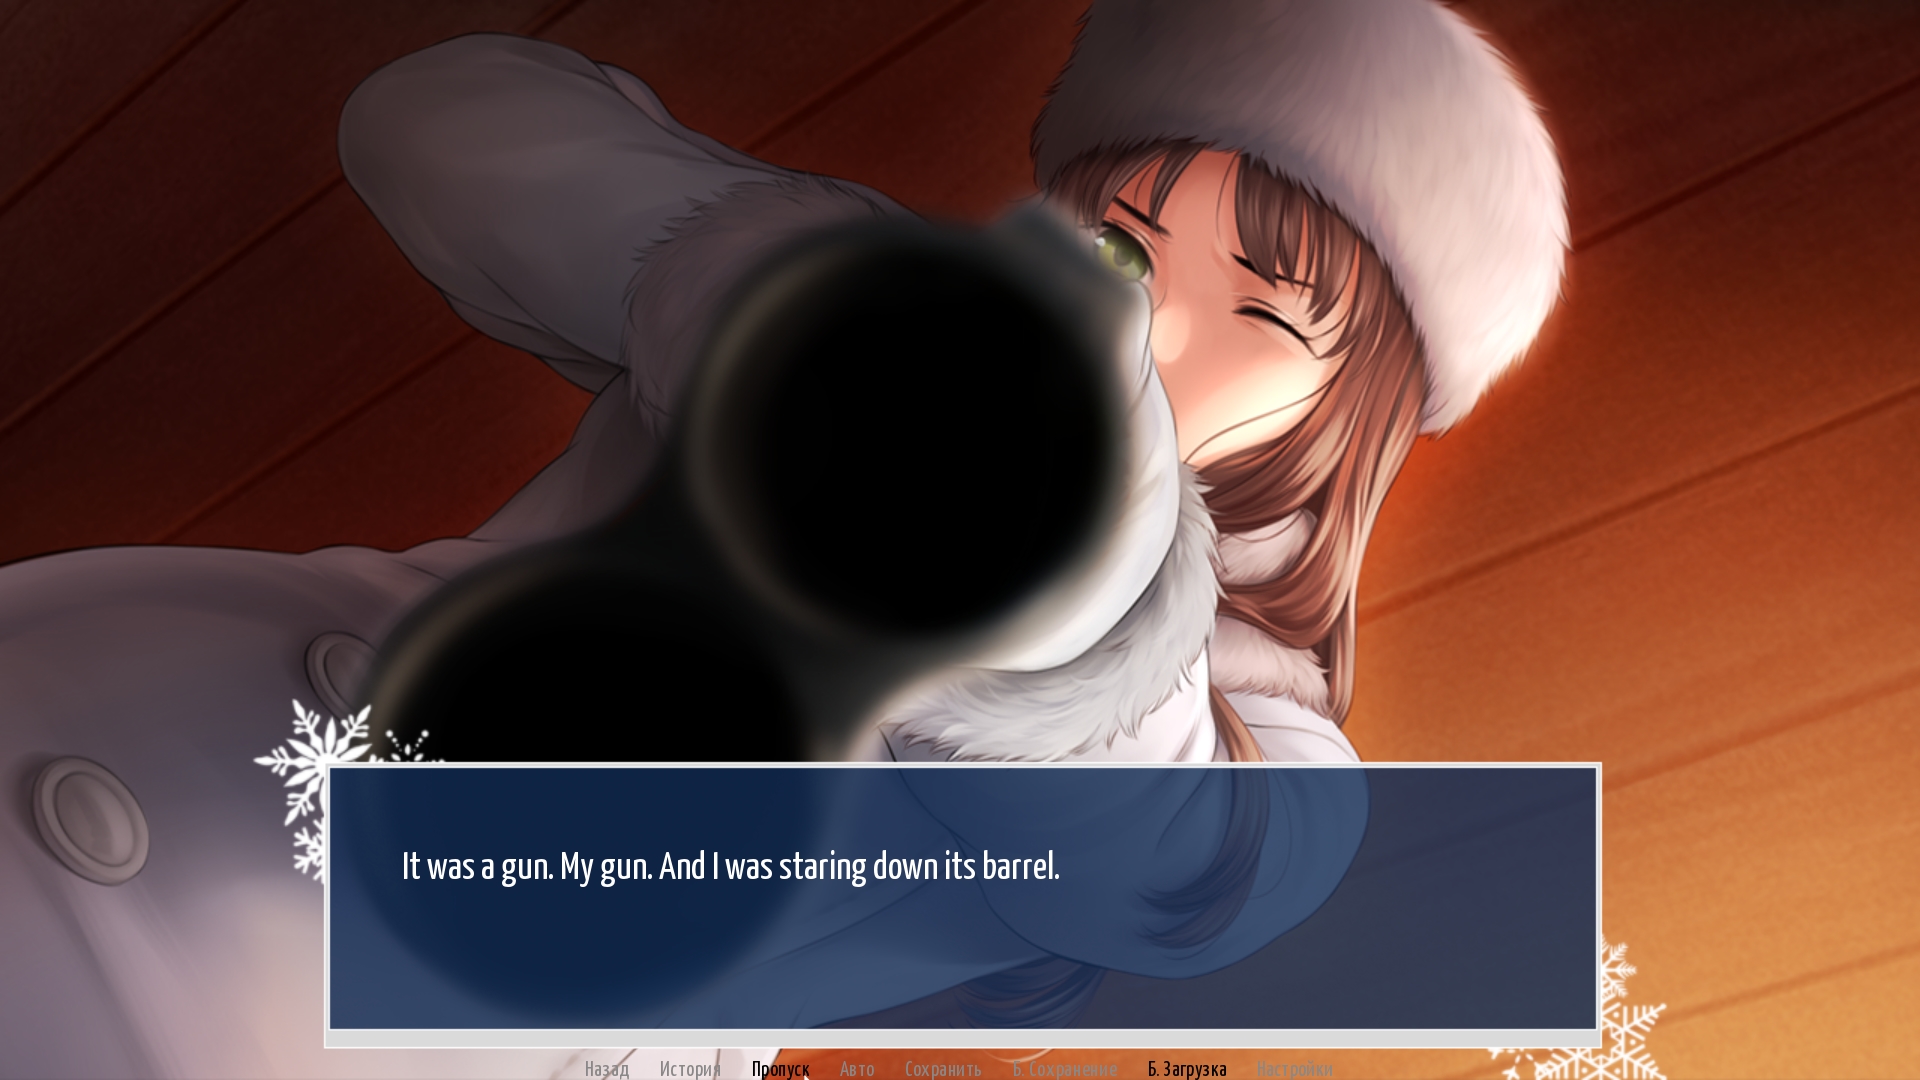 It was a gun. My gun. And I was staring down its barrel.
Назад История Пропуск Авто Сохранить Б. Сохранение Б. Загрузка Настройки